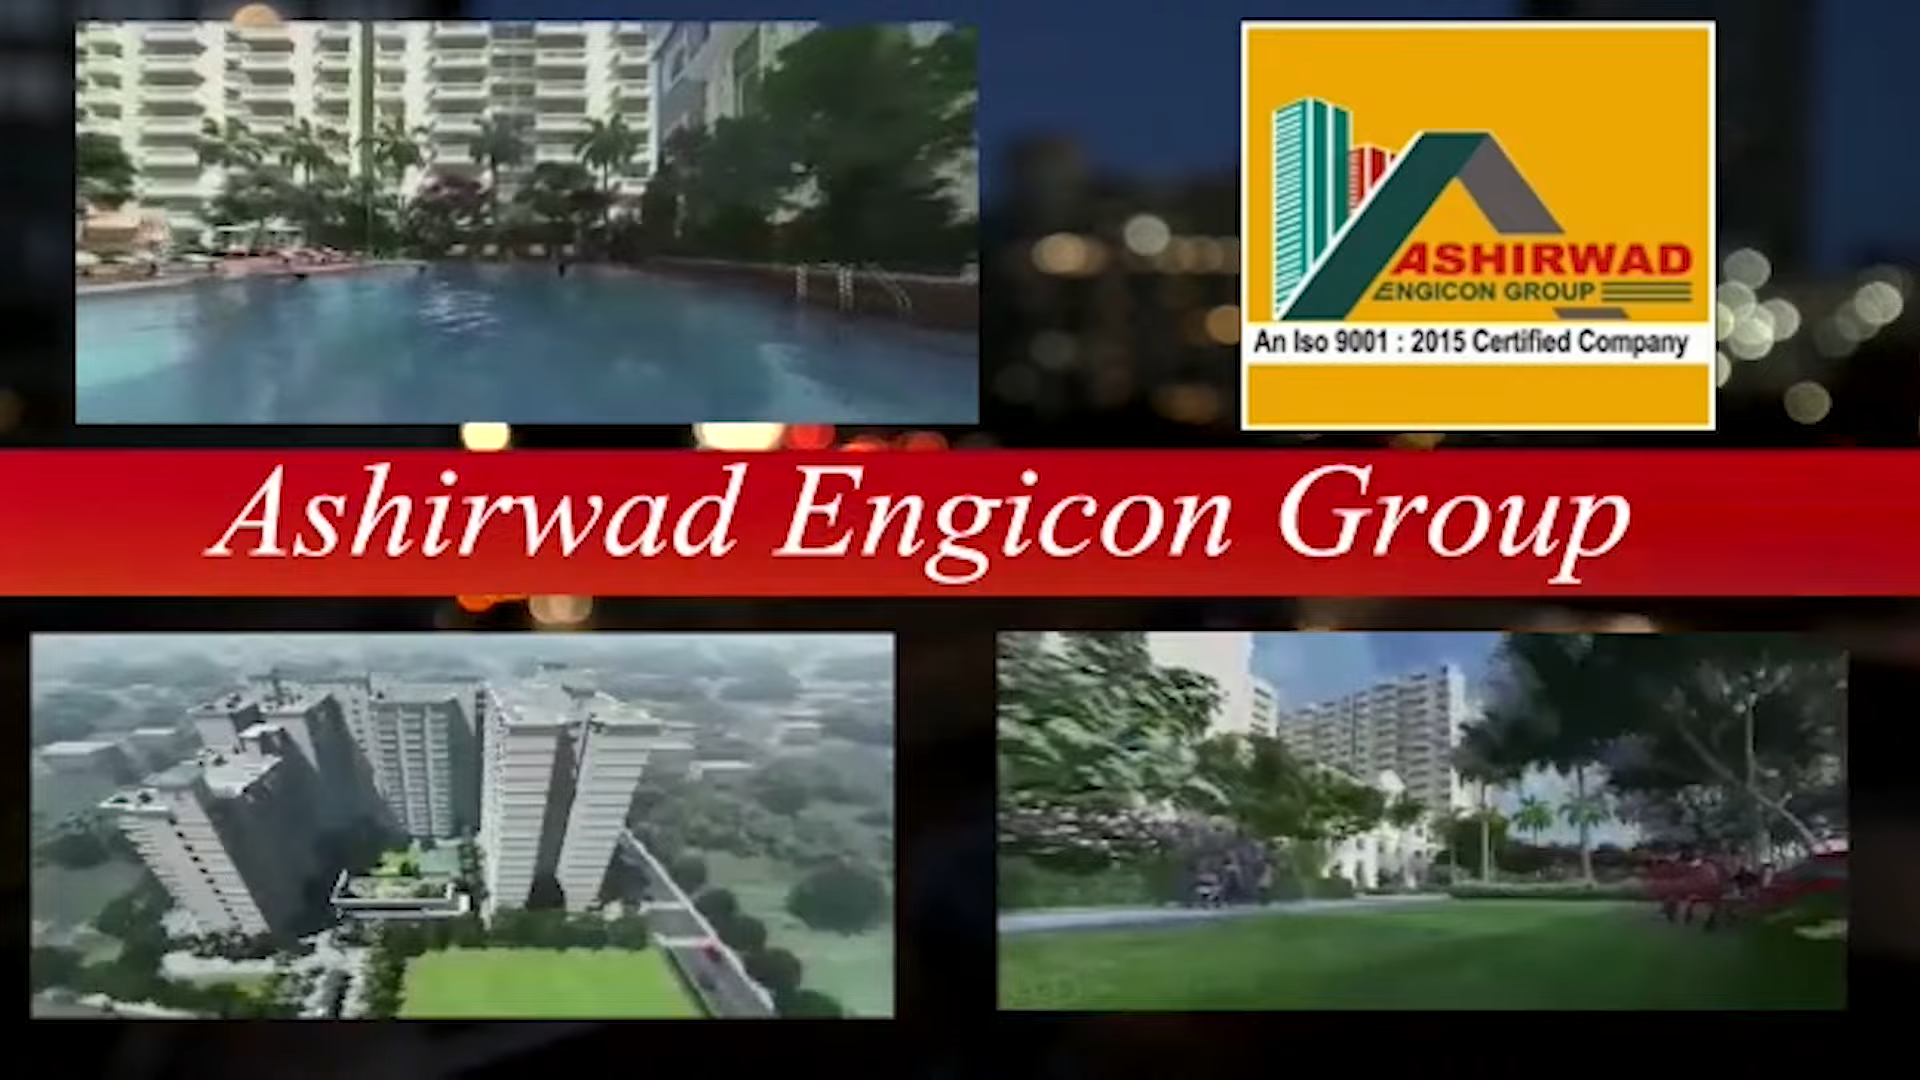 ASHIRWAD
ENGICON GROUP
An Iso 9001 : 2015 Certified Company
Ashirwad Engicon Group